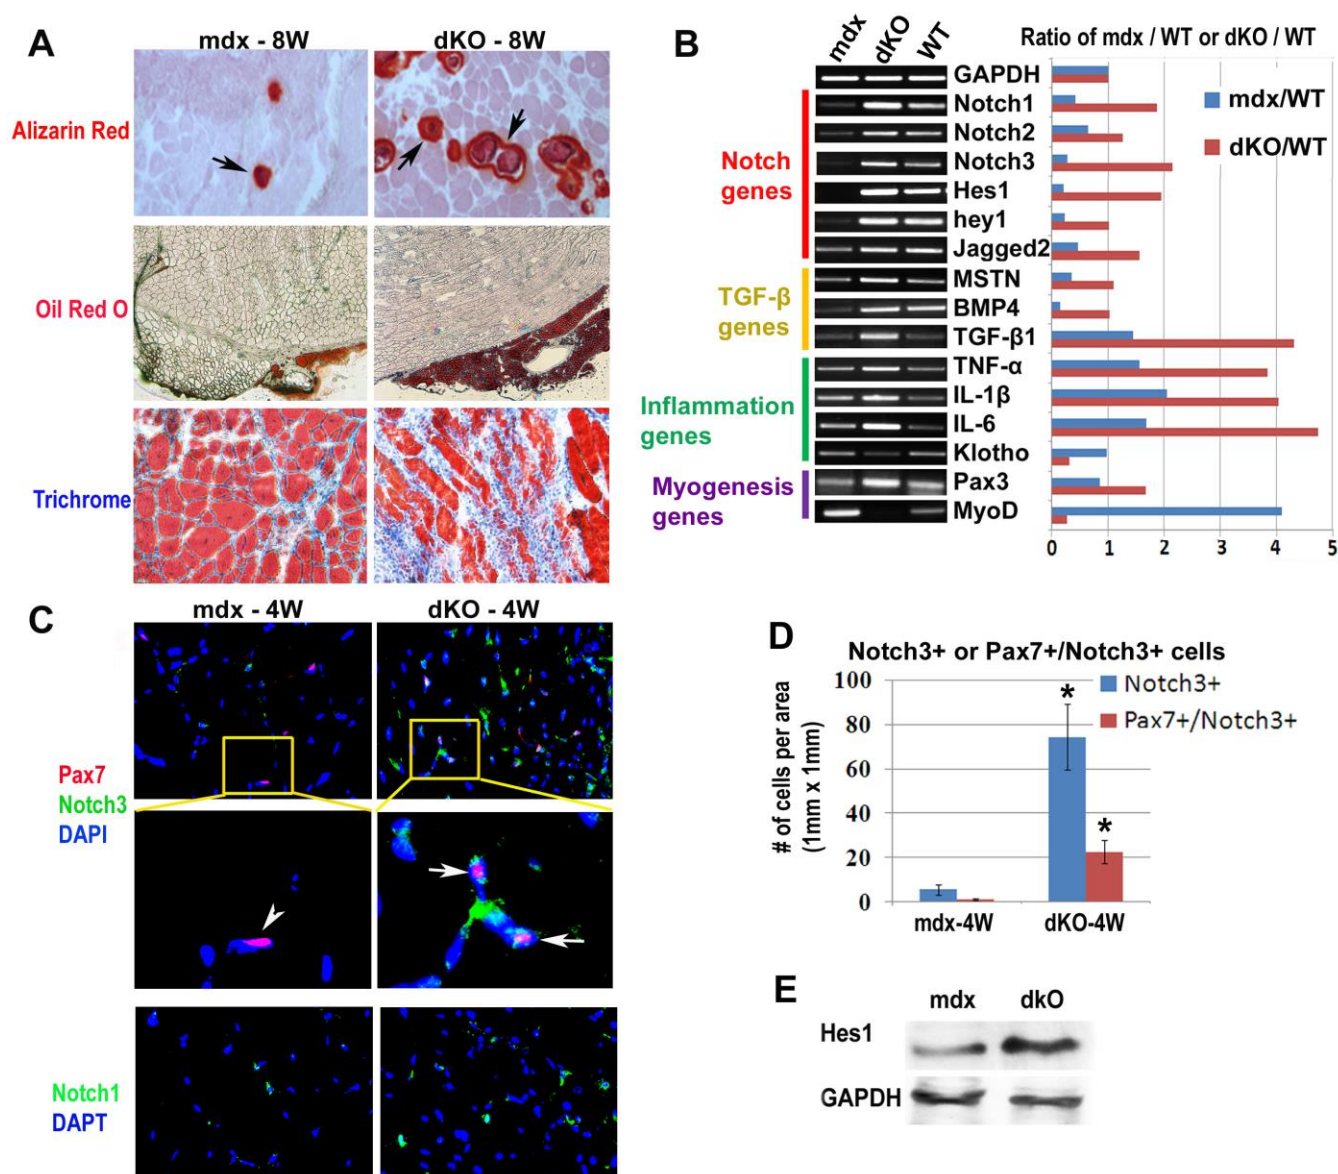 A
mdx - 8W
dKO - 8W
Alizarin Red
Oil Red O
Trichrome
B
mdx
dKO
WT
Ratio of mdx / WT or dKO / WT
GAPDH
Notch1
Notch2
Notch3
Hes1
hey1
Jagged2
MSTN
BMP4
TGF-β1
TNF-α
IL-1β
IL-6
Klotho
Pax3
MyoD
Notch
genes
TGF-β
genes
Inflammation
genes
Myogenesis
genes
mdx/WT
dKO/WT
0 1 2 3 4 5
C
mdx - 4W
dKO - 4W
Pax7
Notch3
DAPI
Notch1
DAPT
D
Notch3+ or Pax7+/Notch3+ cells
# of cells per area
(1mm x 1mm)
100
80
60
40
20
0
Notch3+
Pax7+/Notch3+
*
*
mdx-4W
dKO-4W
E
mdx
dkO
Hes1
GAPDH